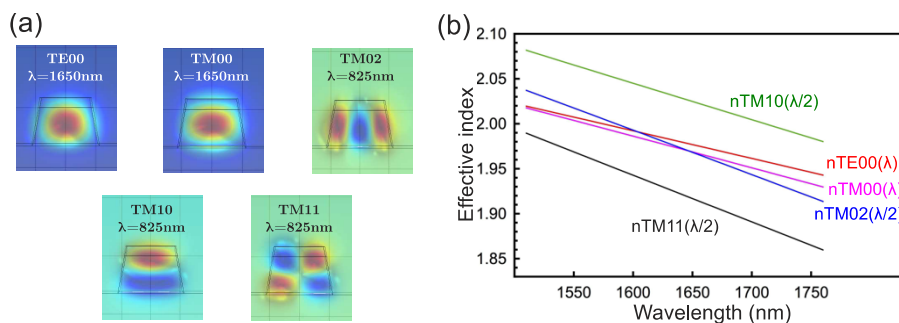 (a)
TE00
λ=1650nm
TM00
λ=1650nm
TM02
λ=825nm
TM10
λ=825nm
TM11
λ=825nm
(b)
Effective index
2.10
2.05
2.00
1.95
1.90
1.85
nTM10(λ/2)
nTE00(λ)
nTM00(λ)
nTM02(λ/2)
nTM11(λ/2)
1550 1600 1650 1700 1750
Wavelength (nm)